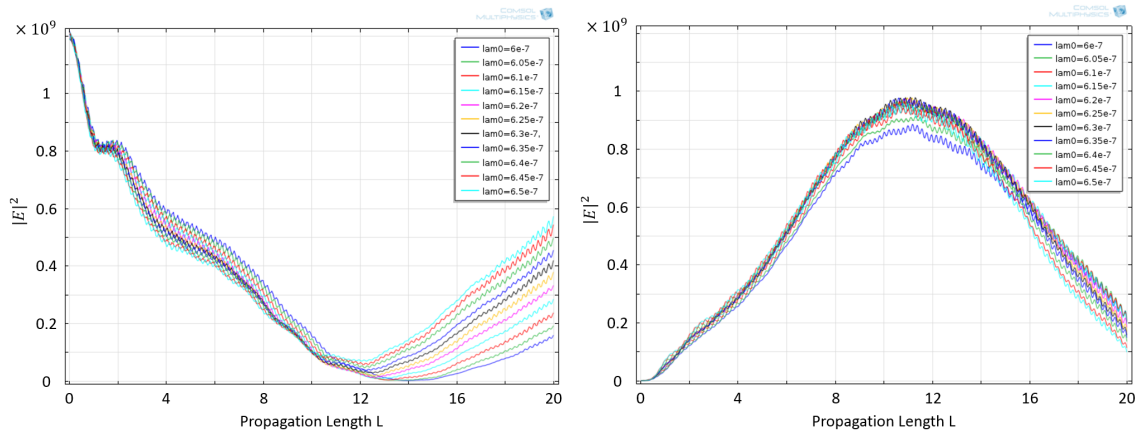 COMSOL
MULTIPHYSICS
× 10⁹
1
0.8
0.6
0.4
0.2
0
|E|²
lam0=6e-7
lam0=6.05e-7
lam0=6.1e-7
lam0=6.15e-7
lam0=6.2e-7
lam0=6.25e-7
lam0=6.3e-7,
lam0=6.35e-7
lam0=6.4e-7
lam0=6.45e-7
lam0=6.5e-7
0 4 8 12 16 20
Propagation Length L
COMSOL
MULTIPHYSICS
× 10⁹
1
0.8
0.6
0.4
0.2
0
|E|²
lam0=6e-7
lam0=6.05e-7
lam0=6.1e-7
lam0=6.15e-7
lam0=6.2e-7
lam0=6.25e-7
lam0=6.3e-7
lam0=6.35e-7
lam0=6.4e-7
lam0=6.45e-7
lam0=6.5e-7
0 4 8 12 16 20
Propagation Length L